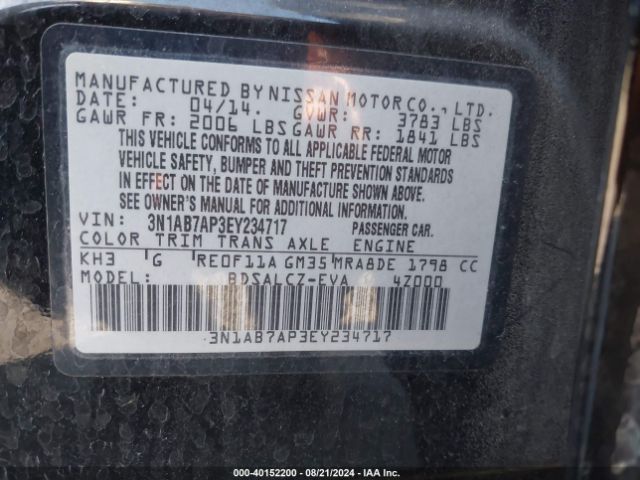 MANUFACTURED BY NISSAN MOTOR CO., LTD.
DATE: 04/14. GVWR: 3783 LBS
GAWR FR: 2006 LBS GAWR RR: 1841 LBS
THIS VEHICLE CONFORMS TO ALL APPLICABLE FEDERAL MOTOR
VEHICLE SAFETY, BUMPER AND THEFT PREVENTION STANDARDS
IN EFFECT ON THE DATE OF MANUFACTURE SHOWN ABOVE.
SEE OWNER'S MANUAL FOR ADDITIONAL INFORMATION.
VIN: 3N1AB7AP3EY234717 PASSENGER CAR.
COLOR TRIM TRANS AXLE ENGINE
KH3 G RE0F11A GM35 MRA8DE 1798 CC
MODEL: BDSALCZ-EVA 4Z000
3N1AB7AP3EY234717
000-40152200 - 08/21/2024 - IAA Inc.